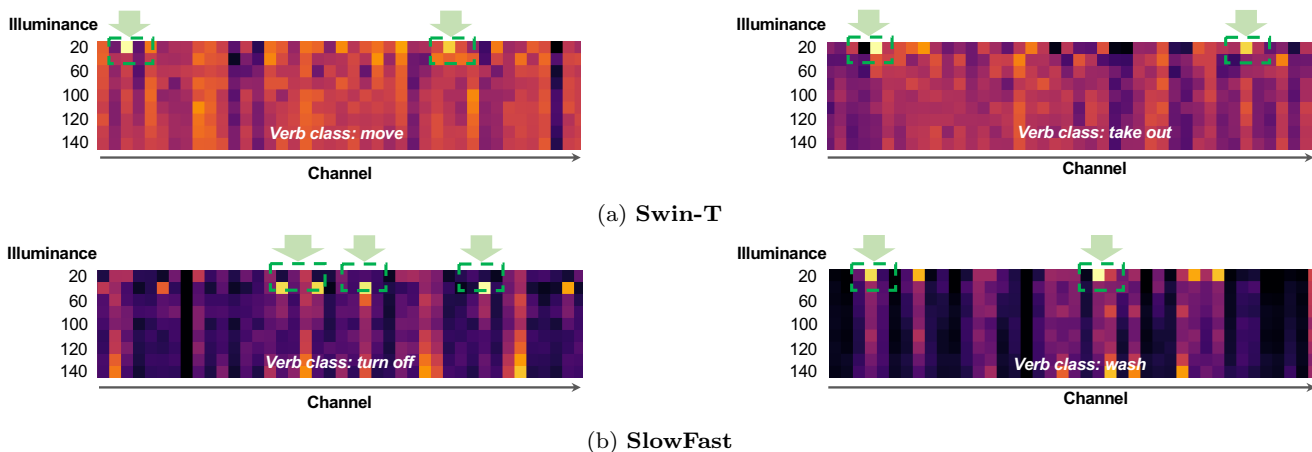 Illuminance
20
60
100
120
140
Verb class: move
Channel
20
60
100
120
140
Verb class: take out
Channel
(a) Swin-T
Illuminance
20
60
100
120
140
Verb class: turn off
Channel
Illuminance
20
60
100
120
140
Verb class: wash
Channel
(b) SlowFast